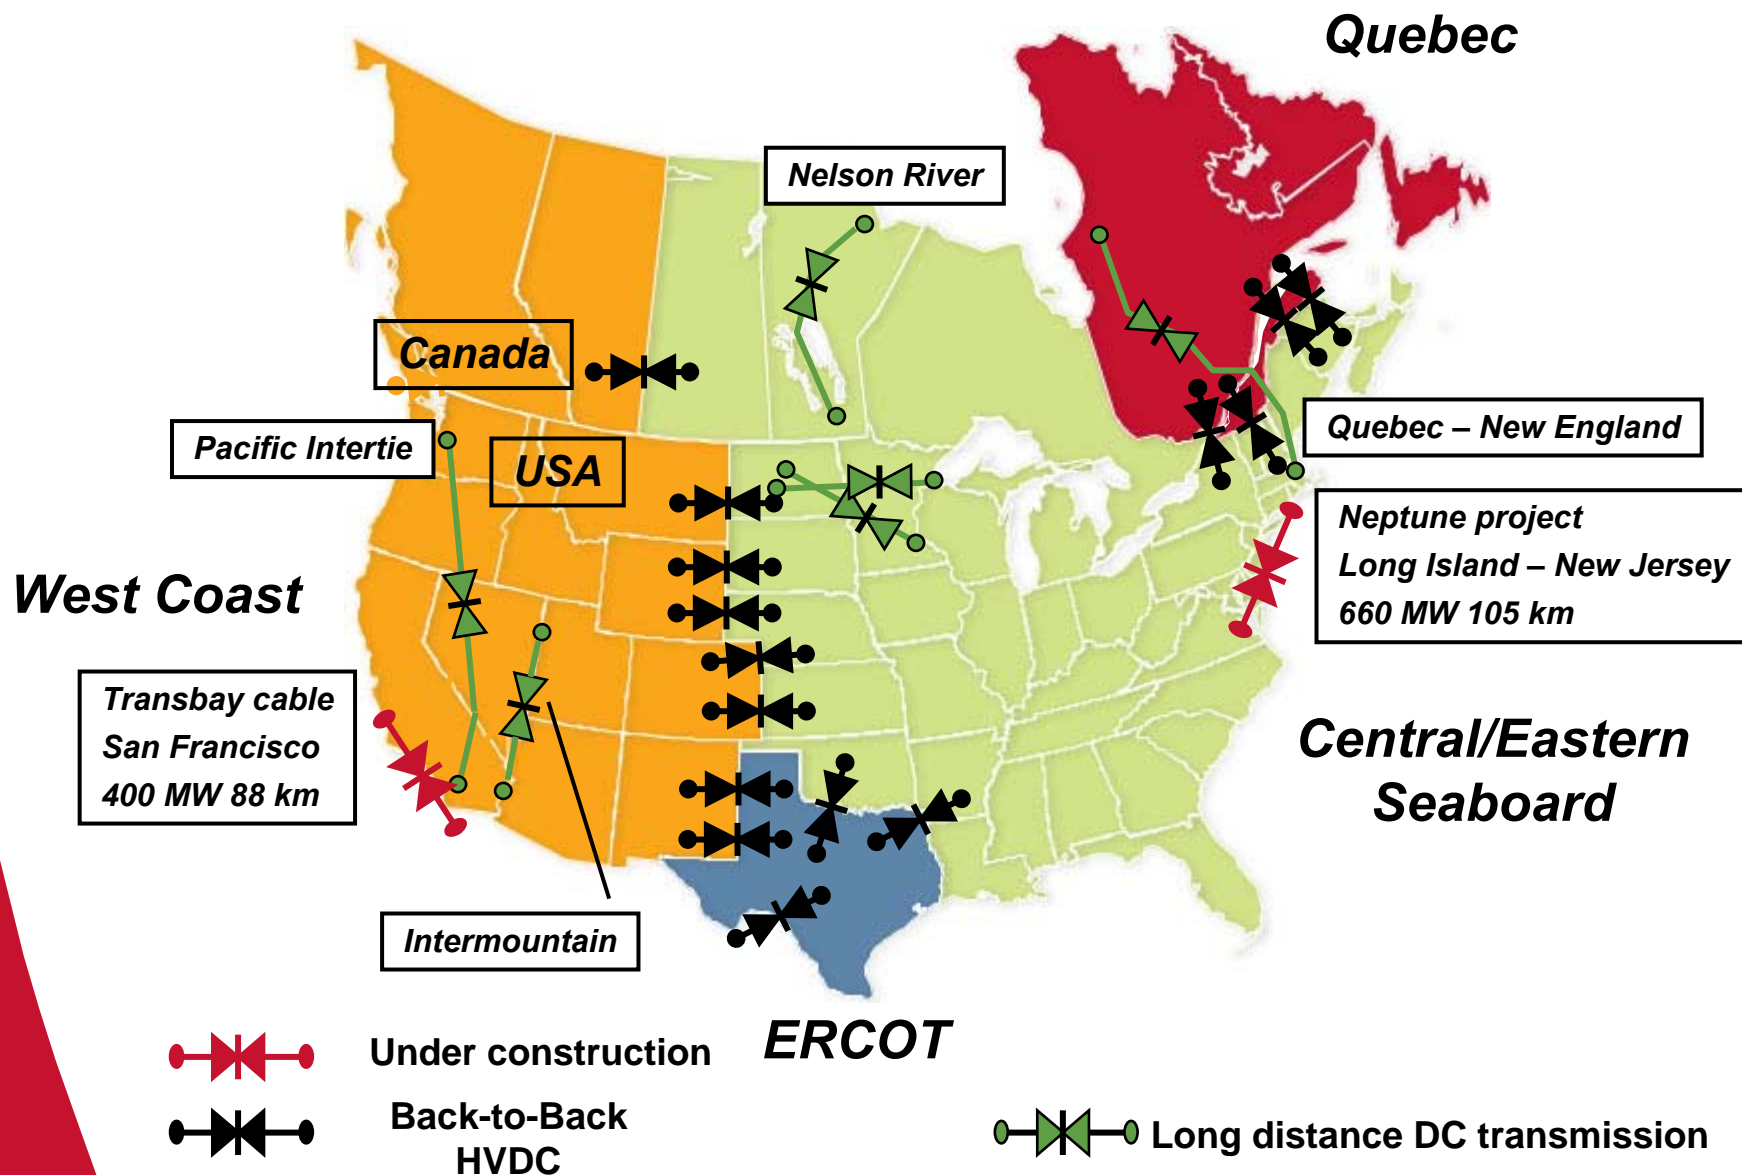 Quebec
Nelson River
Canada
Pacific Intertie
USA
Quebec – New England
Neptune project
Long Island – New Jersey
660 MW 105 km
West Coast
Transbay cable
San Francisco
400 MW 88 km
Central/Eastern
Seaboard
Intermountain
ERCOT
Under construction
Back-to-Back
HVDC
Long distance DC transmission